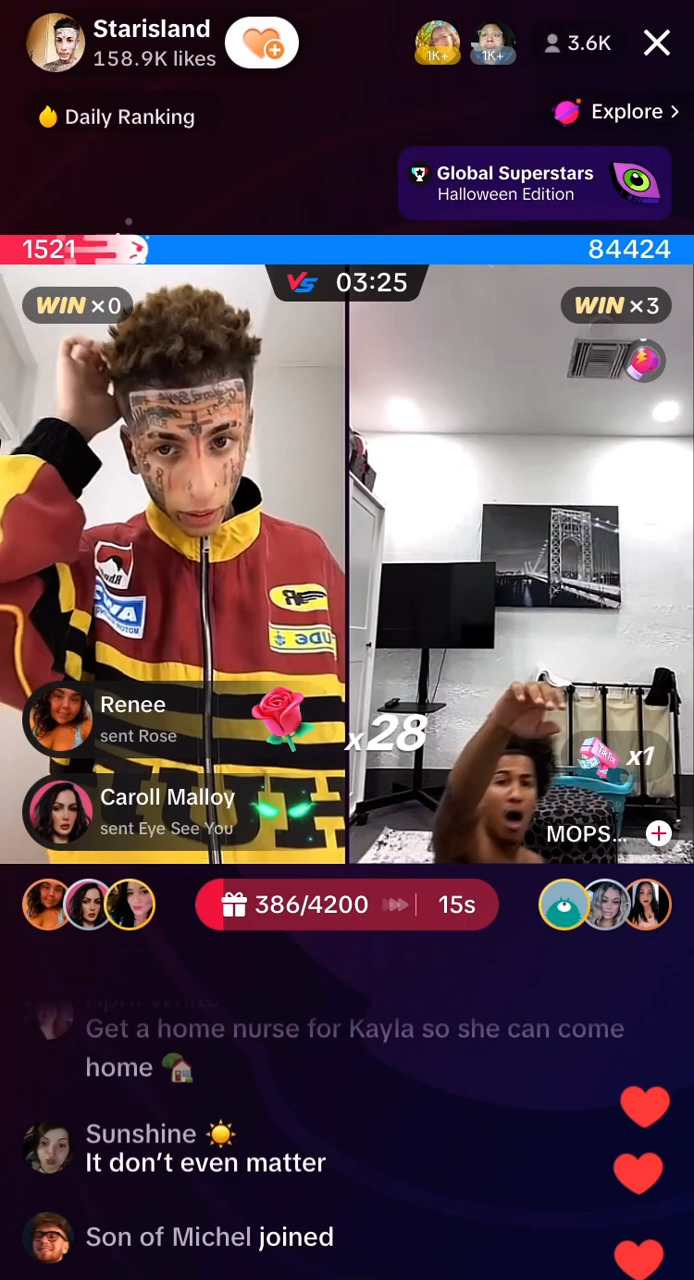 Starisland
158.9K likes
1K+
1K+
3.6K
Daily Ranking
Explore >
Global Superstars
Halloween Edition
1521
84424
VS 03:25
WIN ×0
WIN ×3
Renee
sent Rose
x28
Caroll Malloy
sent Eye See You
x1
MOPS...
386/4200
15s
Get a home nurse for Kayla so she can come
home
Sunshine
It don't even matter
Son of Michel joined